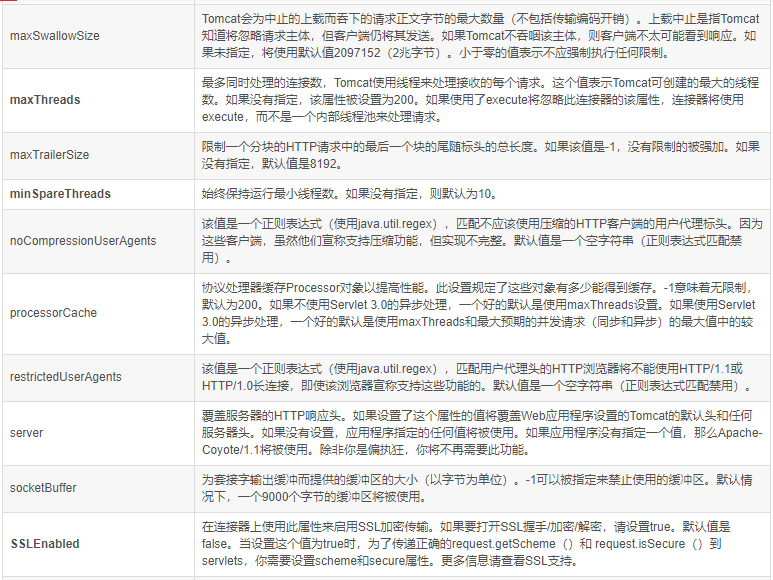 maxSwallowSize
Tomcat会为中止的上载而吞下的请求正文字节的最大数量（不包括传输编码开销）。上载中止是指Tomcat
知道将忽略请求主体，但客户端仍将其发送。如果Tomcat不吞咽该主体，则客户端不太可能看到响应。如
果未指定，将使用默认值2097152（2兆字节）。小于零的值表示不应强制执行任何限制。
maxThreads
最多同时处理的连接数，Tomcat使用线程来处理接收的每个请求。这个值表示Tomcat可创建的最大的线程
数。如果没有指定，该属性被设置为200。如果使用了execute将忽略此连接器的该属性，连接器将使用
execute，而不是一个内部线程池来处理请求。
maxTrailerSize
限制一个分块的HTTP请求中的最后一个块的尾随标头的总长度。如果该值是-1，没有限制的被强加。如果
没有指定，默认值是8192。
minSpareThreads
始终保持运行最小线程数。如果没有指定，则默认为10。
noCompressionUserAgents
该值是一个正则表达式（使用java.util.regex），匹配不应该使用压缩的HTTP客户端的用户代理标头。因为
这些客户端，虽然他们宣称支持压缩功能，但实现不完整。默认值是一个空字符串（正则表达式匹配禁
用）。
processorCache
协议处理器缓存Processor对象以提高性能。此设置规定了这些对象有多少能得到缓存。-1意味着无限制，
默认为200。如果不使用Servlet 3.0的异步处理，一个好的默认是使用maxThreads设置。如果使用Servlet
3.0的异步处理，一个好的默认是使用maxThreads和最大预期的并发请求（同步和异步）的最大值中的较
大值。
restrictedUserAgents
该值是一个正则表达式（使用java.util.regex），匹配用户代理头的HTTP浏览器将不能使用HTTP/1.1或
HTTP/1.0长连接，即使该浏览器宣称支持这些功能的。默认值是一个空字符串（正则表达式匹配禁用）。
server
覆盖服务器的HTTP响应头。如果设置了这个属性的值将覆盖Web应用程序设置的Tomcat的默认头和任何
服务器头。如果没有设置，应用程序指定的任何值将被使用。如果应用程序没有指定一个值，那么Apache-
Coyote/1.1将被使用。除非你是偏执狂，你将不再需要此功能。
socketBuffer
为套接字输出缓冲而提供的缓冲区的大小（以字节为单位）。-1可以被指定来禁止使用的缓冲区。默认情
况下，一个9000个字节的缓冲区将被使用。
SSLEnabled
在连接器上使用此属性来启用SSL加密传输。如果要打开SSL握手/加密/解密，请设置true。默认值是
false。当设置这个值为true时，为了传递正确的request.getScheme（）和 request.isSecure（）到
servlets，你需要设置scheme和secure属性。更多信息请查看SSL支持。